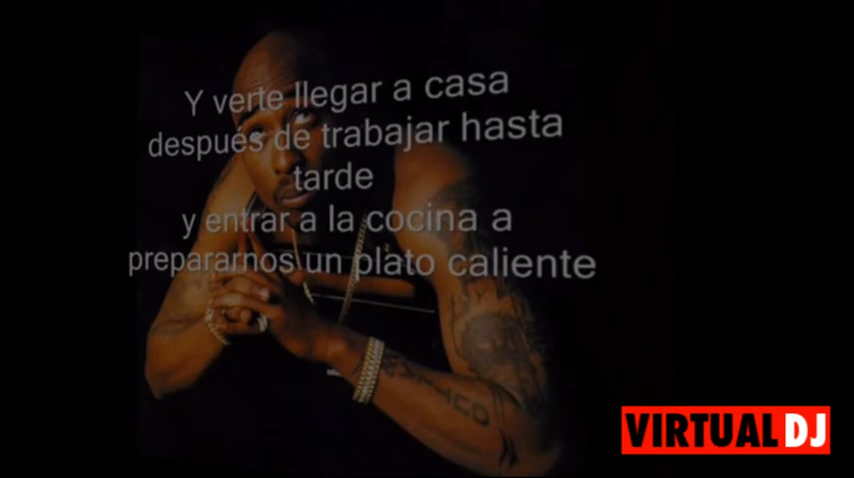 Y verte llegar a casa
después de trabajar hasta
tarde
y entrar a la cocina a
prepararnos un plato caliente
VIRTUAL DJ